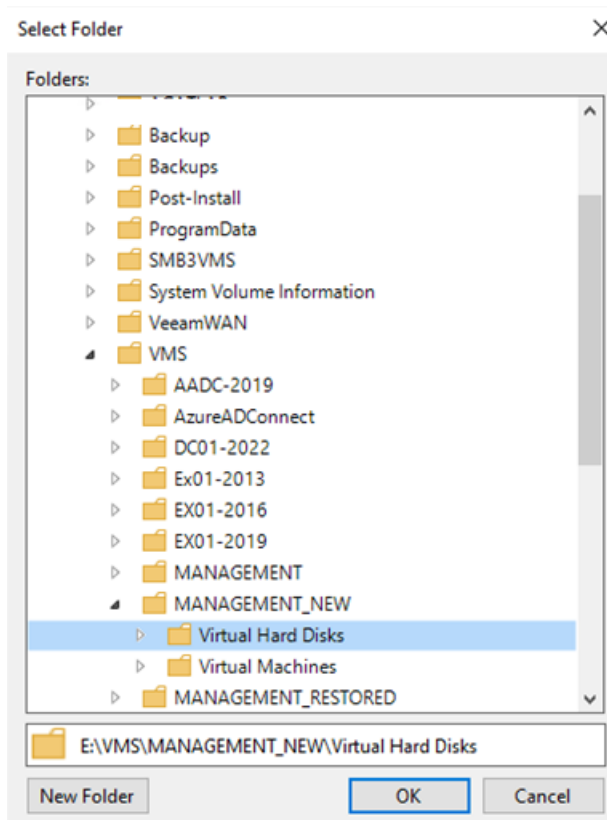 Select Folder
Folders:
Backup
Backups
Post-Install
ProgramData
SMB3VMS
System Volume Information
VeeamWAN
VMS
AADC-2019
AzureADConnect
DC01-2022
Ex01-2013
EX01-2016
EX01-2019
MANAGEMENT
MANAGEMENT_NEW
Virtual Hard Disks
Virtual Machines
MANAGEMENT_RESTORED
E:\VMS\MANAGEMENT_NEW\Virtual Hard Disks
New Folder OK Cancel